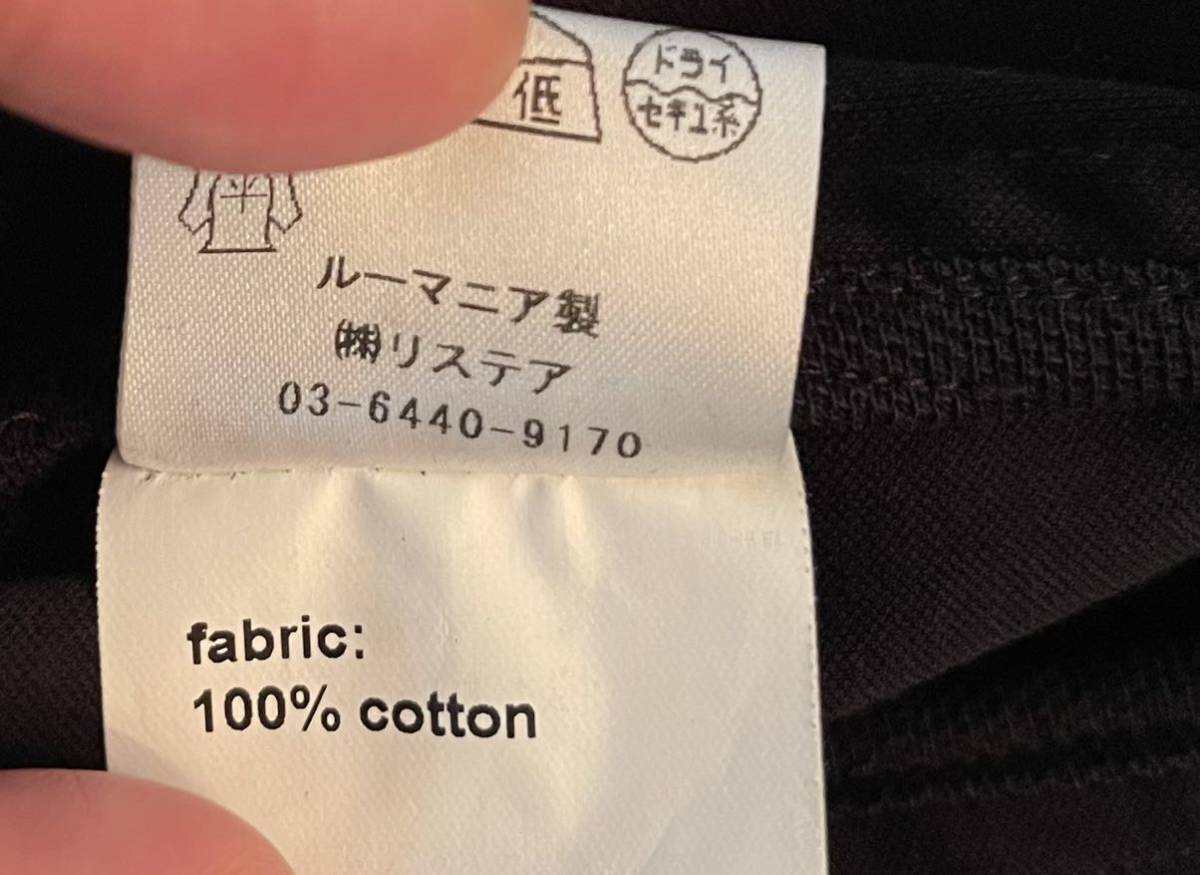 低
ドライ
セキユ系
平
ルーマニア製
㈱リステア
03-6440-9170
fabric:
100% cotton